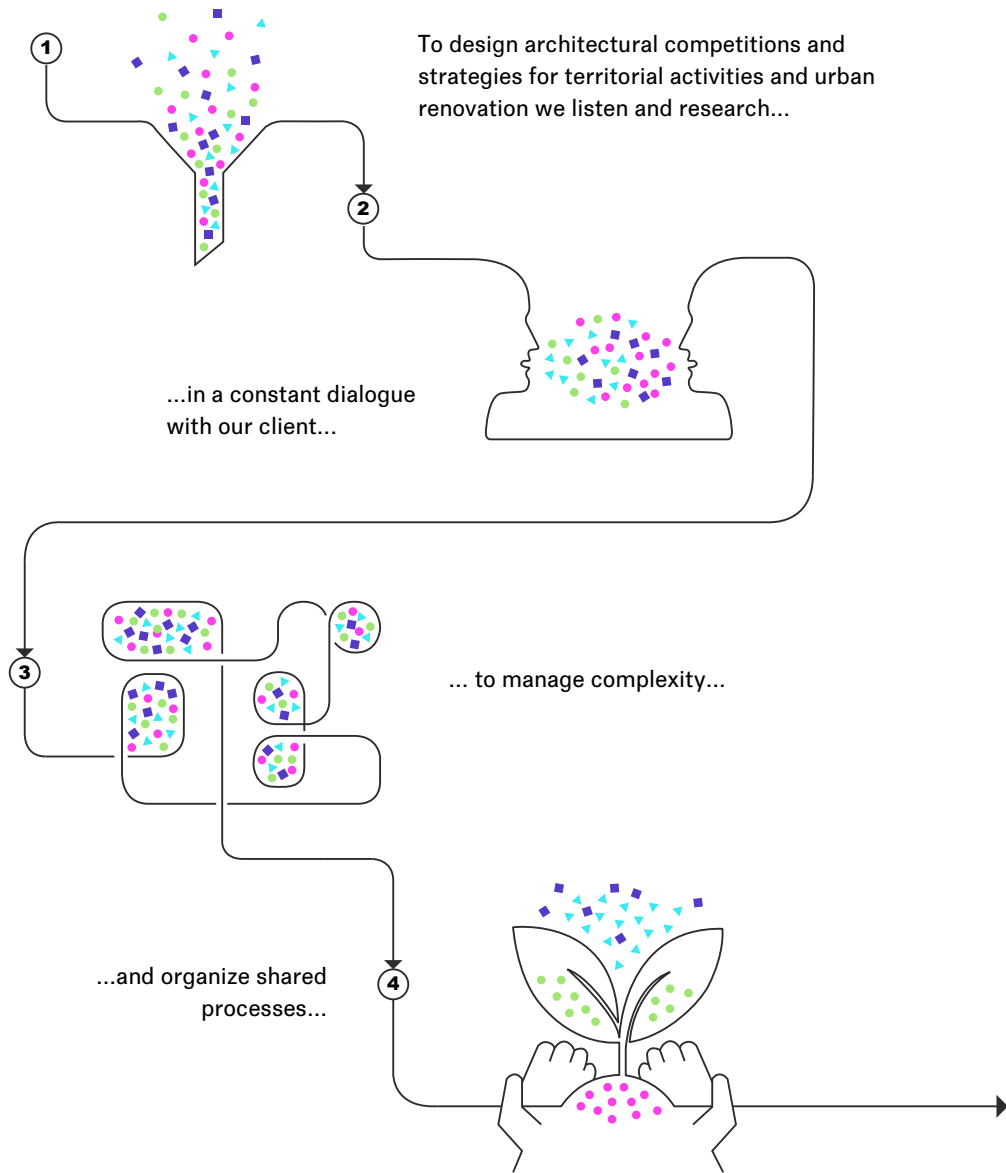 1
To design architectural competitions and
strategies for territorial activities and urban
renovation we listen and research...
2
...in a constant dialogue
with our client...
3
... to manage complexity...
...and organize shared
processes...
4